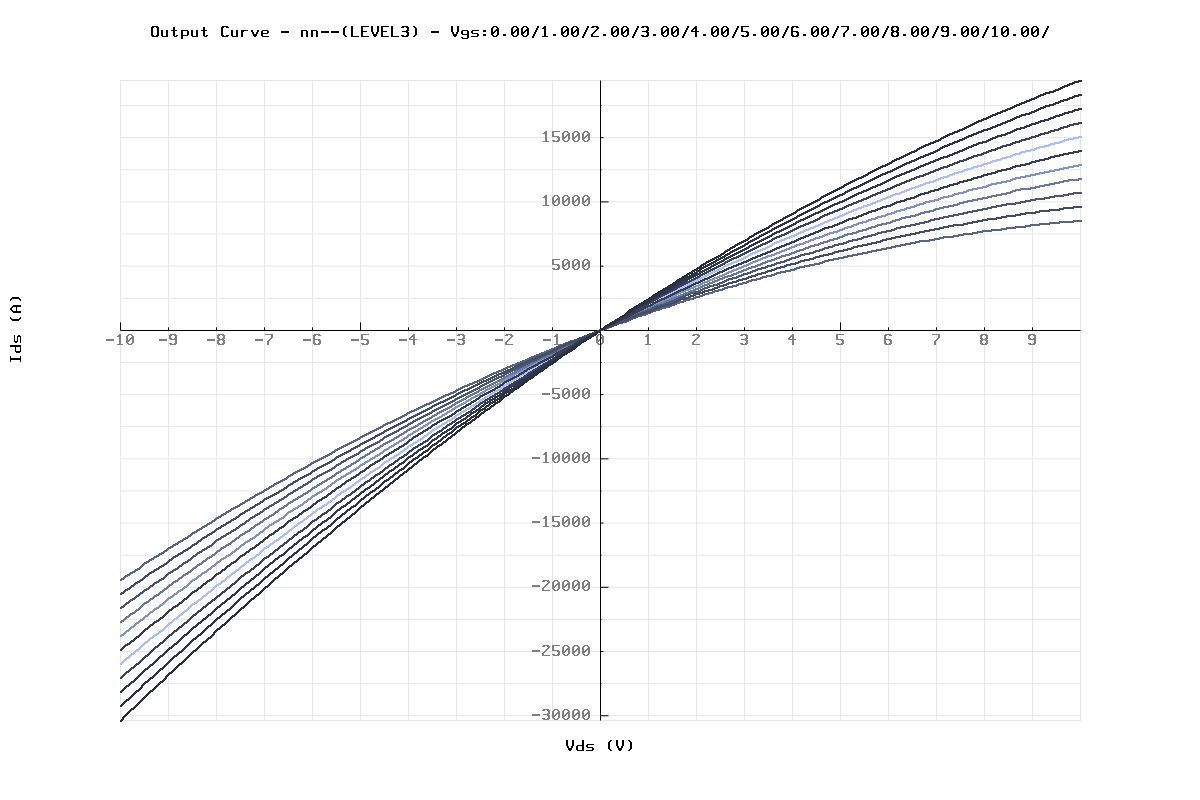 Output Curve - nn--(LEVEL3) - Vgs:0.00/1.00/2.00/3.00/4.00/5.00/6.00/7.00/8.00/9.00/10.00/
15000
10000
5000
Ids (A)
-10 -9 -8 -7 -6 -5 -4 -3 -2 -1 0 1 2 3 4 5 6 7 8 9
-5000
-10000
-15000
-20000
-25000
-30000
Vds (V)